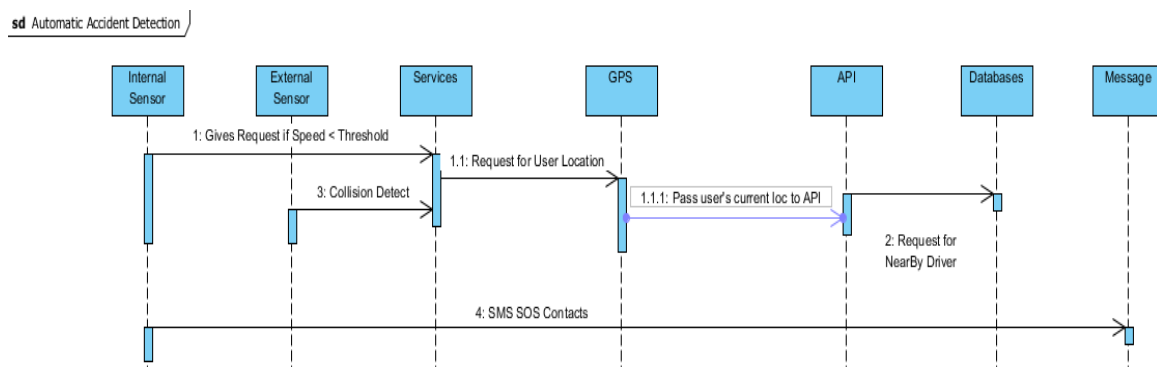 sd Automatic Accident Detection
Internal
Sensor
External
Sensor
Services
GPS
API
Databases
Message
1: Gives Request if Speed < Threshold
1.1: Request for User Location
3: Collision Detect
1.1.1: Pass user's current loc to API
2: Request for
NearBy Driver
4: SMS SOS Contacts